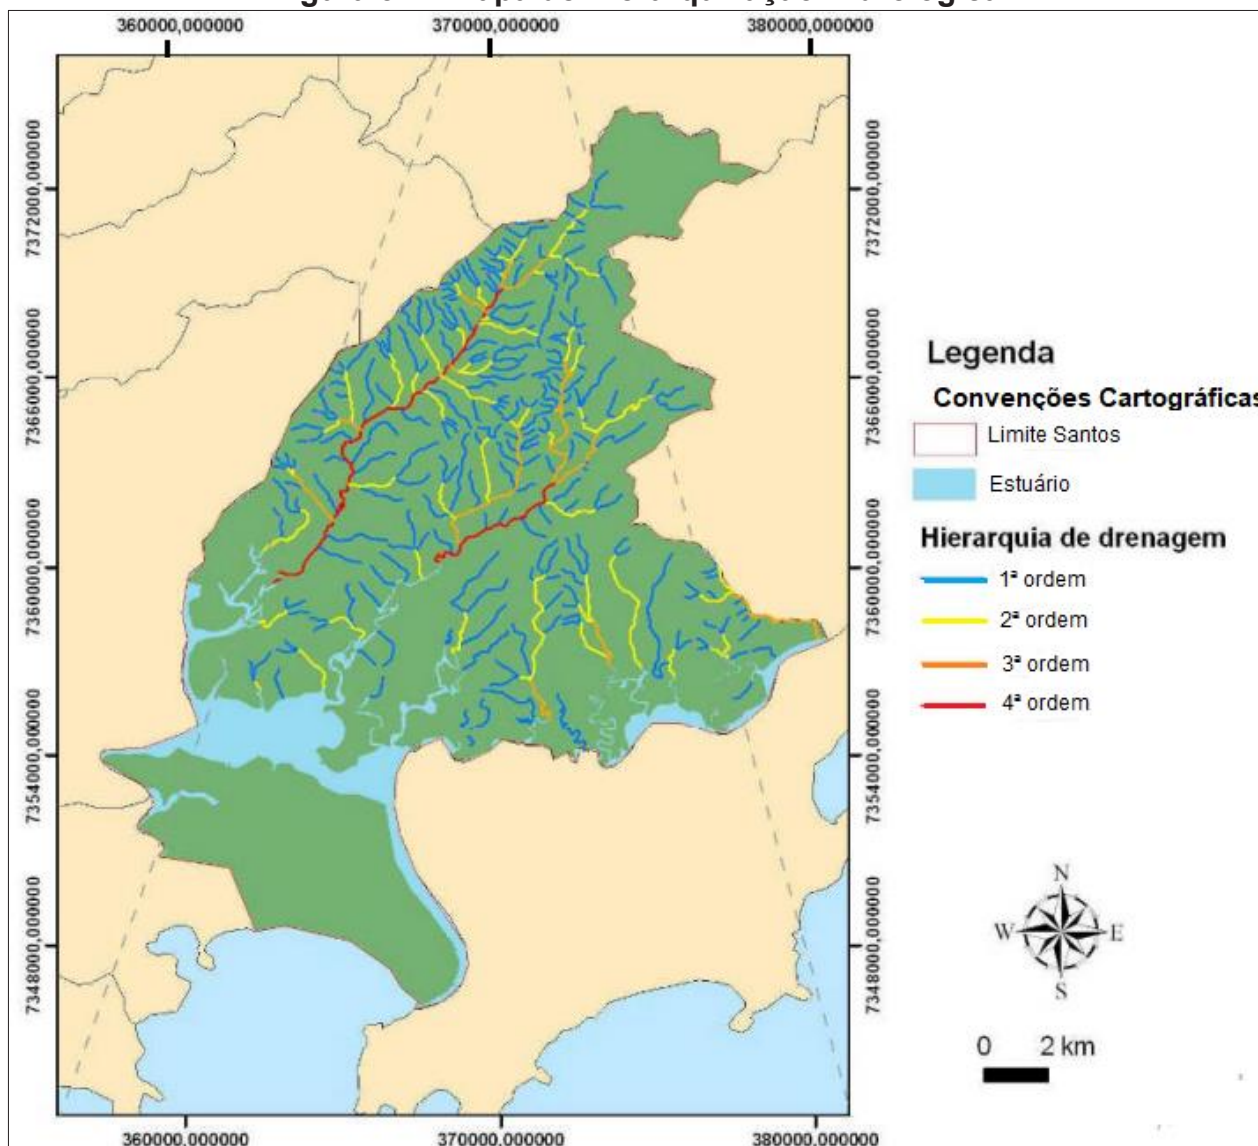 360000,000000
370000,000000
380000,000000
7372000,000000
7366000,000000
7360000,000000
7354000,000000
7348000,000000
7372000,000000
7366000,000000
7360000,000000
7354000,000000
7348000,000000
360000,000000
370000,000000
380000,000000
Legenda
Convenções Cartográficas
Limite Santos
Estuário
Hierarquia de drenagem
1ª ordem
2ª ordem
3ª ordem
4ª ordem
N
W
E
S
0 2 km